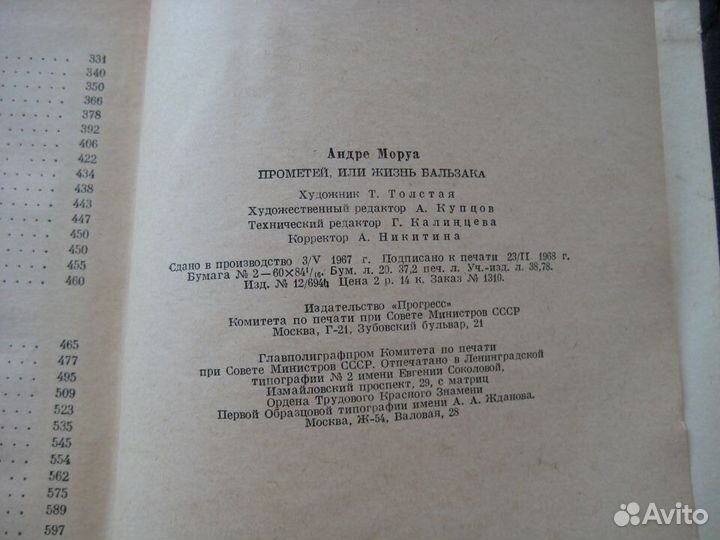 331
340
350
366
378
392
406
422
434
438
443
447
450
450
455
460
465
477
495
509
523
535
545
554
562
575
589
597
Андре Моруа
ПРОМЕТЕЙ, ИЛИ ЖИЗНЬ БАЛЬЗАКА
Художник Т. Толстая
Художественный редактор А. Купцов
Технический редактор Г. Калинцева
Корректор А. Никитина
Сдано в производство 3/V 1967 г. Подписано к печати 23/II 1968 г.
Бумага № 2—60×84¹/₁₆. Бум. л. 20. 37,2 печ. л. Уч.-изд. л. 38,78.
Изд. № 12/694h Цена 2 р. 14 к. Заказ № 1310.
Издательство «Прогресс»
Комитета по печати при Совете Министров СССР
Москва, Г-21, Зубовский бульвар, 21
Главполиграфпром Комитета по печати
при Совете Министров СССР. Отпечатано в Ленинградской
типографии № 2 имени Евгении Соколовой,
Измайловский проспект, 29, с матриц
Ордена Трудового Красного Знамени
Первой Образцовой типографии имени А. А. Жданова.
Москва, Ж-54, Валовая, 28
Avito